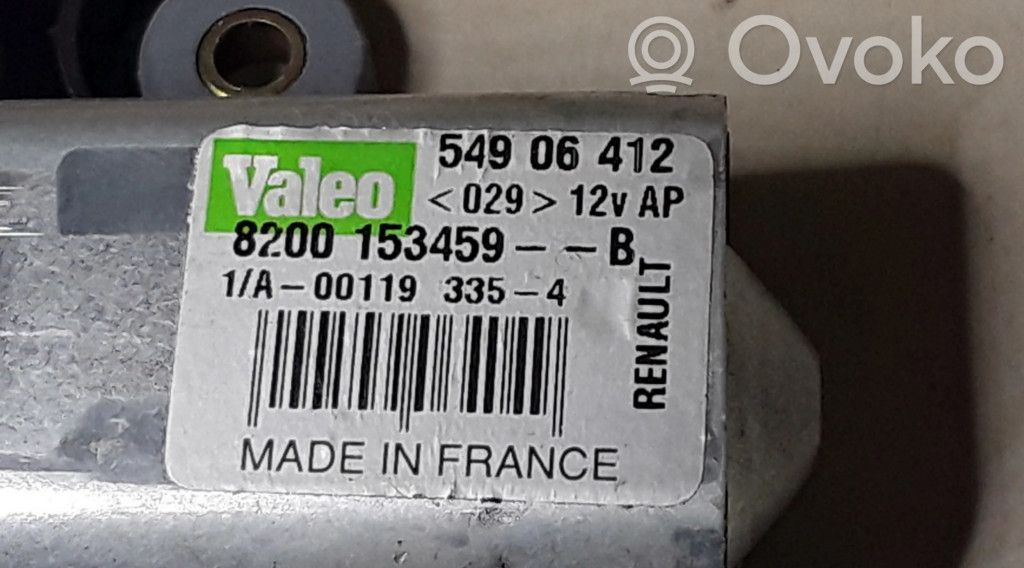 Ovoko
Valeo
549 06 412
<029> 12v AP
8200 153459--B
1/A-00119 335-4
RENAULT
MADE IN FRANCE